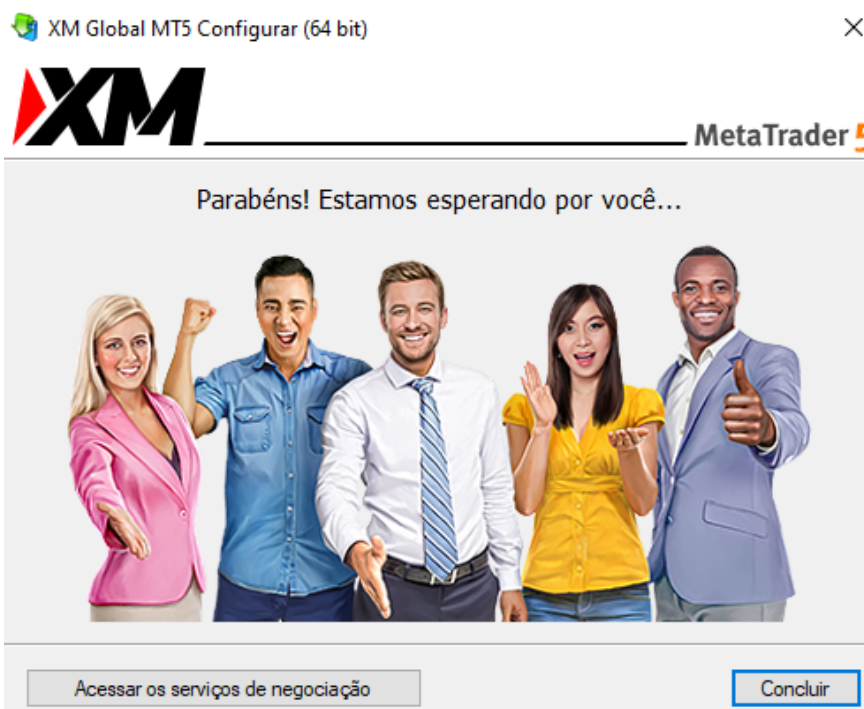 XM Global MT5 Configurar (64 bit)
XM
MetaTrader 5
Parabéns! Estamos esperando por você...
Acessar os serviços de negociação
Concluir